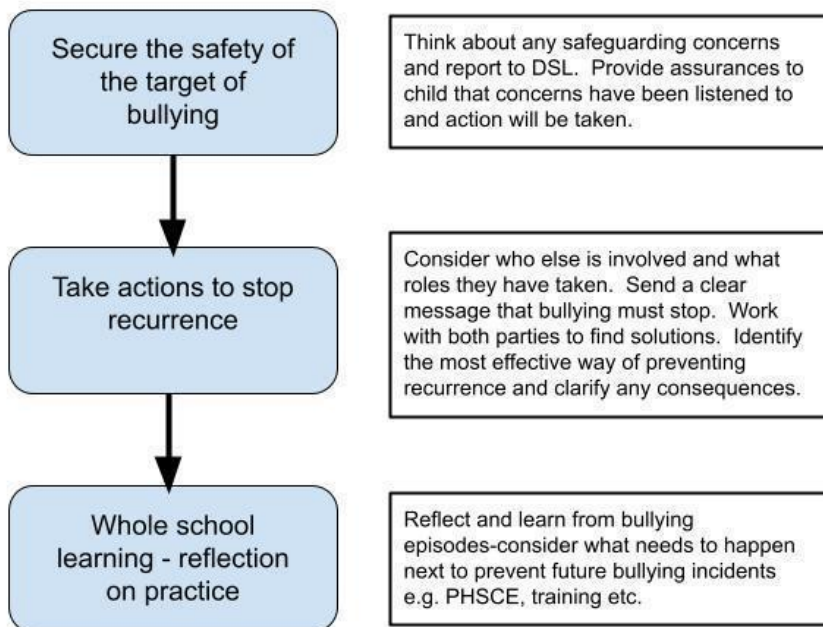 Secure the safety of
the target of
bullying
Think about any safeguarding concerns
and report to DSL.  Provide assurances to
child that concerns have been listened to
and action will be taken.
Take actions to stop
recurrence
Consider who else is involved and what
roles they have taken.  Send a clear
message that bullying must stop.  Work
with both parties to find solutions.  Identify
the most effective way of preventing
recurrence and clarify any consequences.
Whole school
learning - reflection
on practice
Reflect and learn from bullying
episodes-consider what needs to happen
next to prevent future bullying incidents
e.g. PHSCE, training etc.